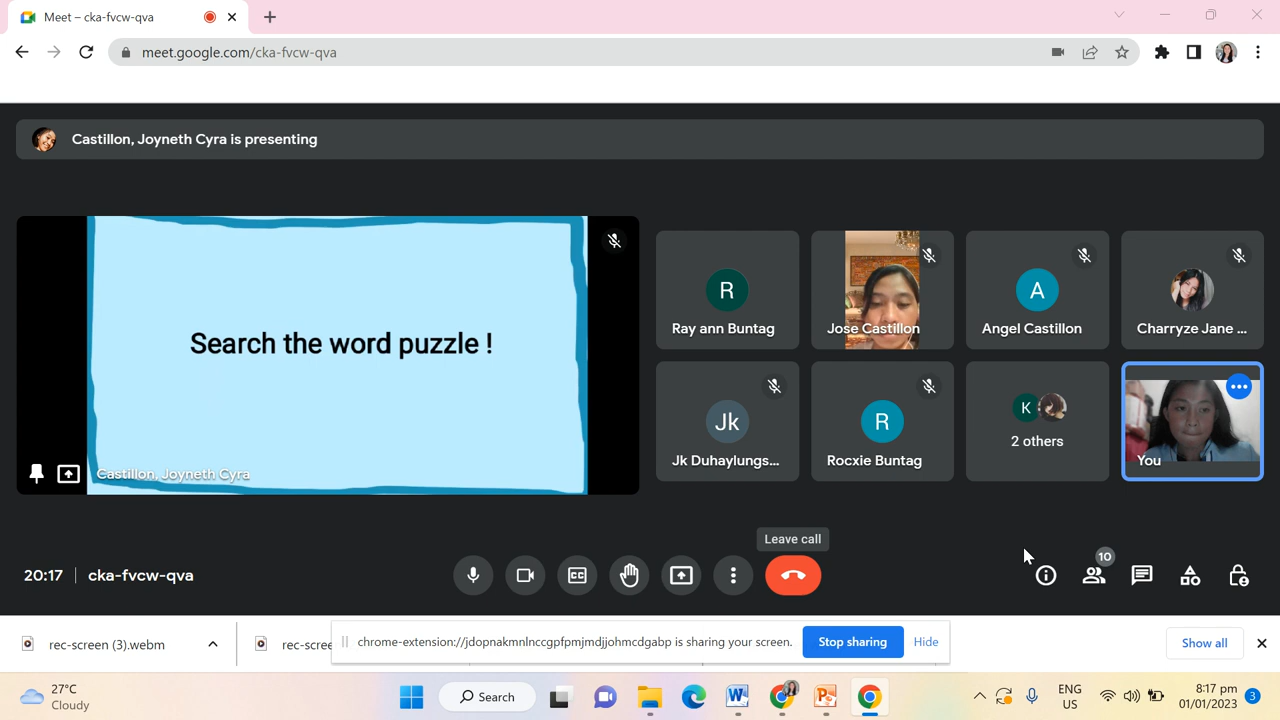 Meet – cka-fvcw-qva
meet.google.com/cka-fvcw-qva
Castillon, Joyneth Cyra is presenting
Search the word puzzle !
Castillon, Joyneth Cyra
R
Ray ann Buntag
Jose Castillon
A
Angel Castillon
Charryze Jane ...
Jk
Jk Duhaylungs...
R
Rocxie Buntag
K
2 others
You
Leave call
20:17 | cka-fvcw-qva
CC
10
rec-screen (3).webm
rec-scree
chrome-extension://jdopnakmnlnccgpfpmjmdjjohmcdgabp is sharing your screen.
Stop sharing
Hide
Show all
27°C
Cloudy
Search
W
P
ENG
US
8:17 pm
01/01/2023
3